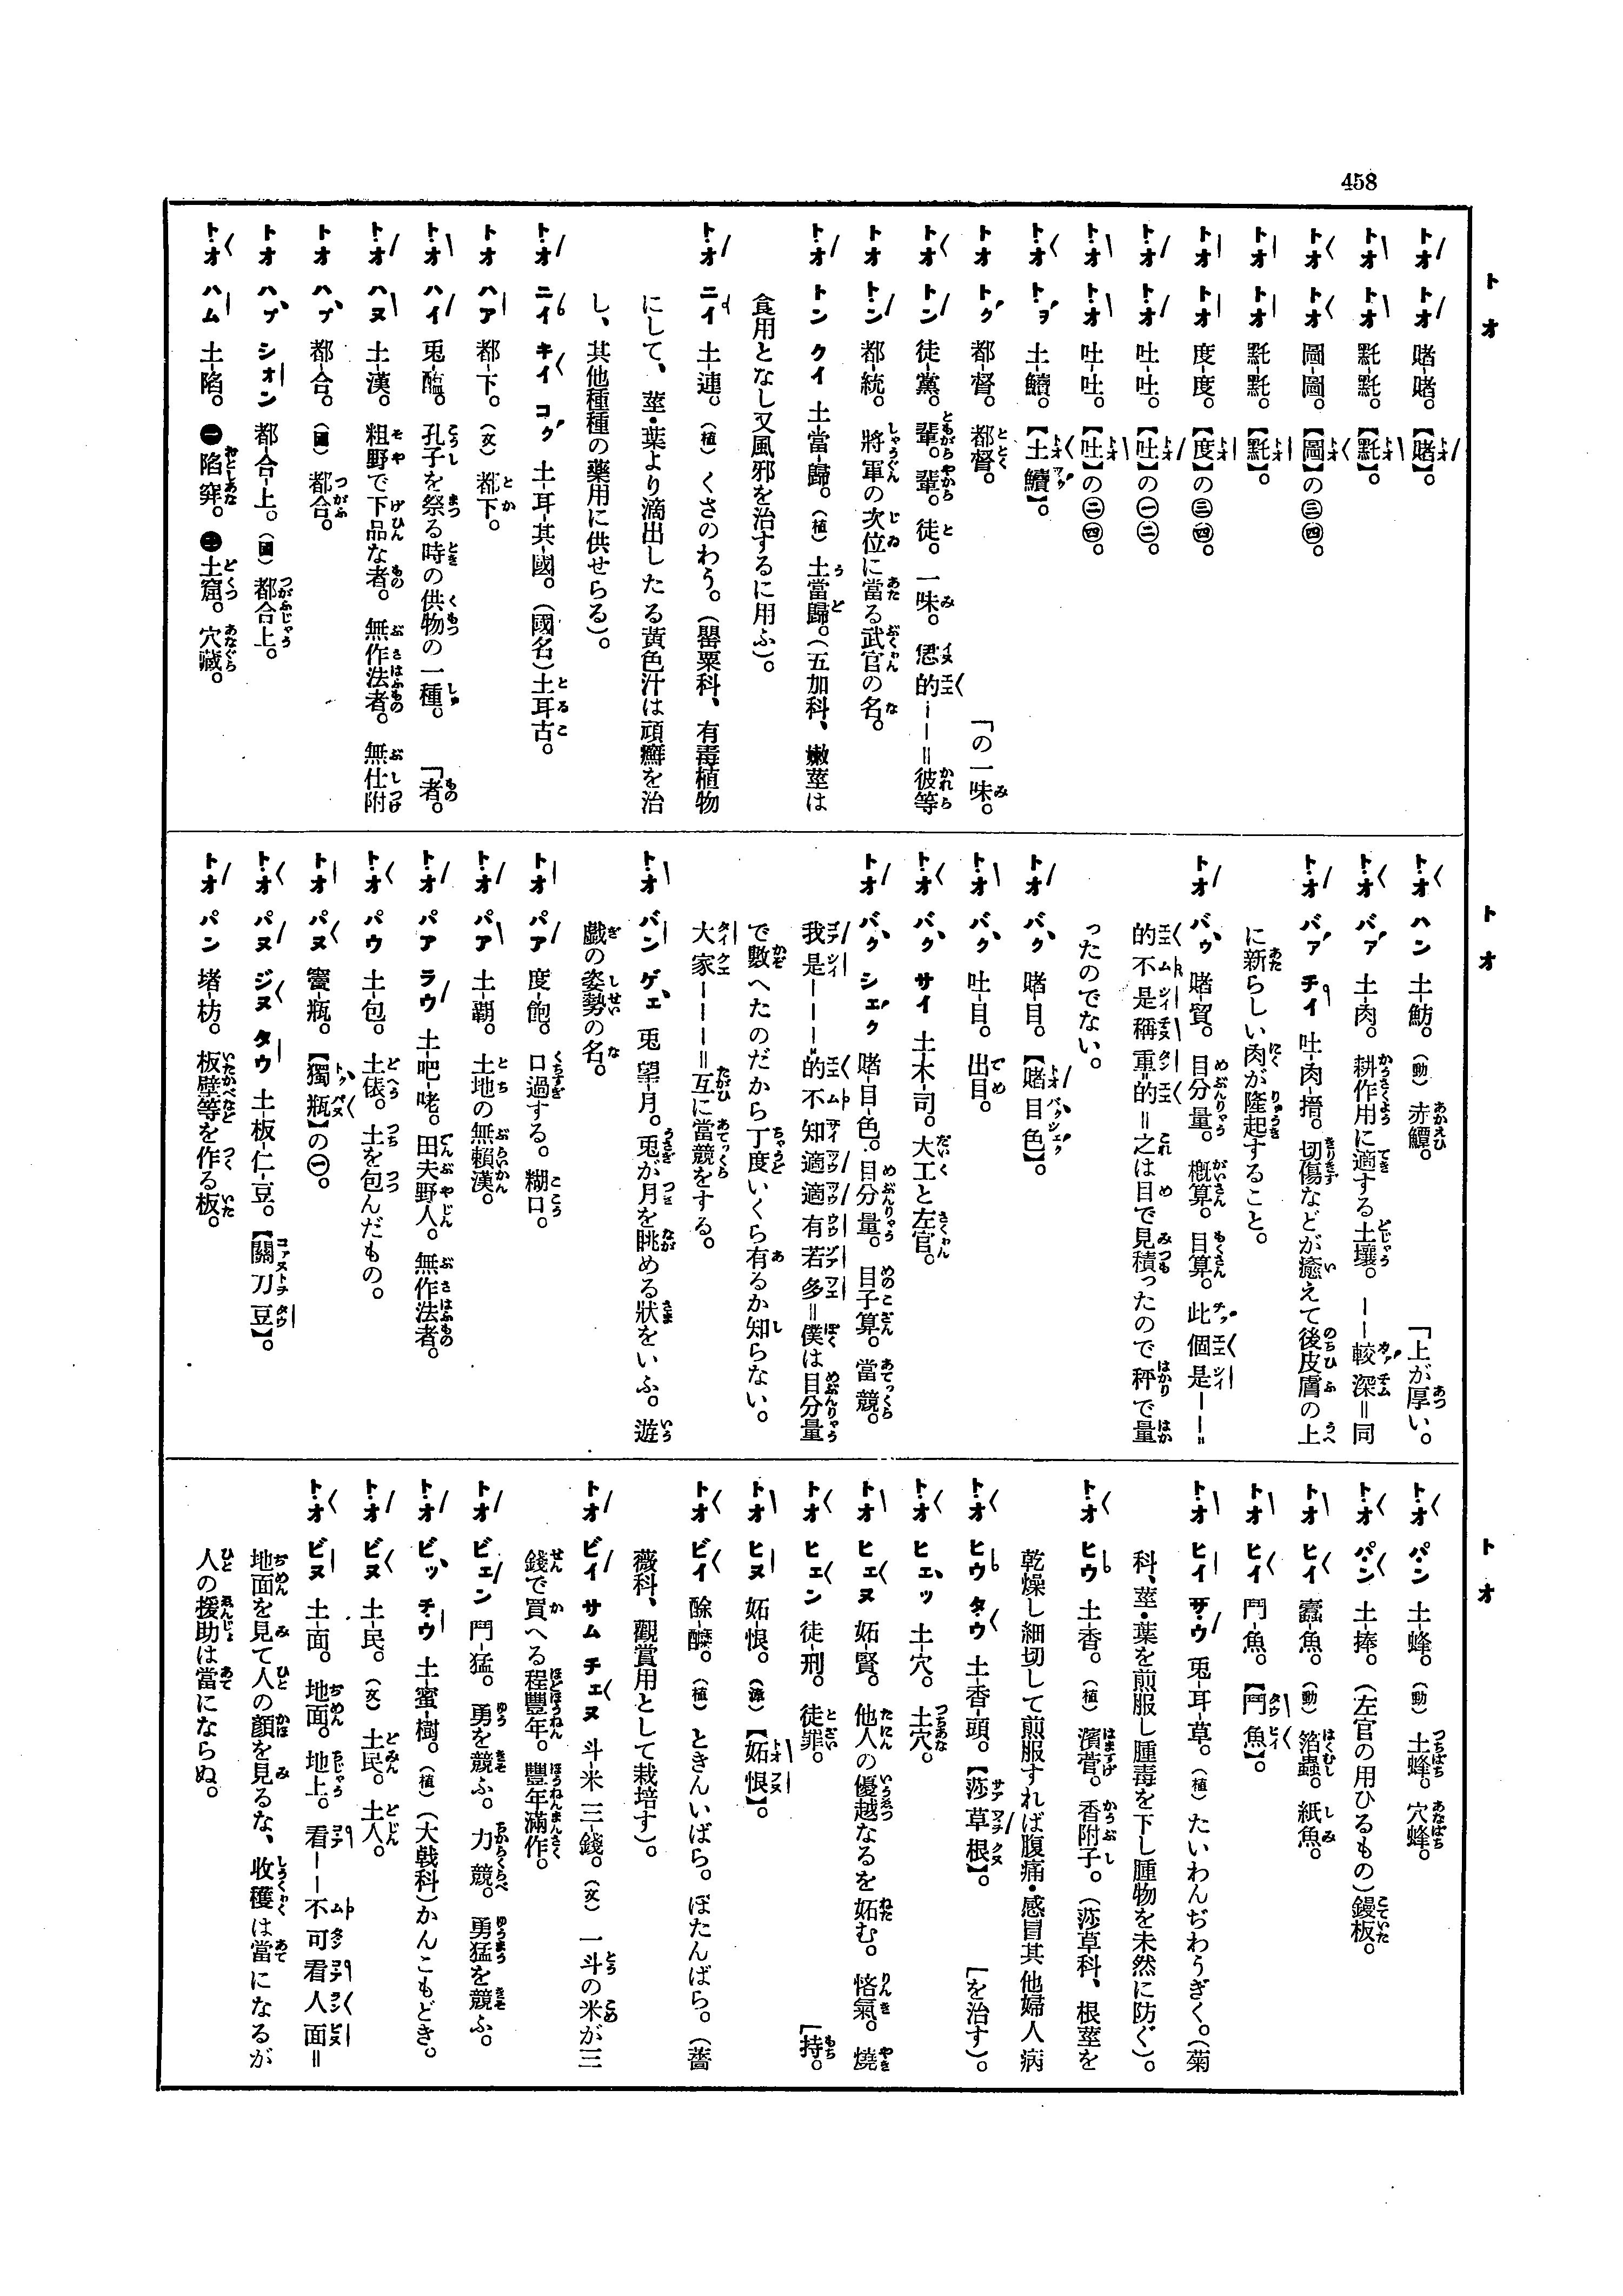 458
トオ
トオ トオ 賭-賭。【賭】。
トオ トオ 䵚-䵚。【䵚】。
トオ トオ 圖-圖。【圖】の㊂㊃。
トオ トオ 䵚-䵚。【䵚】。
トオ トオ 度-度。【度】の㊂㊃。
トオ トオ 吐-吐。【吐】の㊀㊁。
トオ トオ 吐-吐。【吐】の㊁㊃。
トオ トㇰ 土-鱝。【土鱝】。
トオ トㇰ 都-督。都督。 「の一味。
トオ トン 徒-黨。輩。輩。徒。一味。偲的――=彼等
トオ トン 都-統。將軍の次位に當る武官の名。
トオ トン クイ 土-當-歸。(植)土當歸。(五加科、嫩莖は
食用となし又風邪を治するに用ふ)。
トオ ニイ 土-連。(植)くさのわう。(罌粟科、有毒植物
にして、莖・葉より滴出したる黄色汁は頑癬を治
し、其他種種の藥用に供せらる)。
トオ ニイ キイ コㇰ 土-耳-其-國。(國名)土耳古。
トオ ハア 都-下。(文)都下。
トオ ハイ 兎-醢。孔子を祭る時の供物の一種。 「者。
トオ ハヌ 土-漢。粗野で下品な者。無作法者。無仕附
トオ ハㇷ゚ 都-合。(國)都合。
トオ ハㇷ゚ シオン 都-合-上。(國)都合上。
トオ ハム 土-陷。㊀陷穽。㊁土窟。穴藏。
トオ
トオ ハン 土-魴。(動)赤鱏。 「上が厚い。
トオ バァ 土-肉。耕作用に適する土壤。――較深=同
トオ バァ チイ 吐-肉-㨋。切傷などが癒えて後皮膚の上
に新らしい肉が隆起すること。
トオ バゥ 賭-貿。目分量。槪算。目算。此個是――"
的不是稱重"的=之は目で見積ったので秤で量
ったのでない。
トオ バㇰ 賭-目。【賭目色】。
トオ バㇰ 吐-目。出目。
トオ バㇰ サイ 土木-司。大工と左官。
トオ バㇰ シェㇰ 賭-目-色。目分量。目子算。當競。
我是―――"的不知適適有若多=僕は目分量
で數へたのだから丁度いくら有るか知らない。
大家―――=互に當競をする。
トオ バン ゲェ 兎望-月。兎が月を眺める狀をいふ。遊
戲の姿勢の名。
トオ パア 度-飽。口過する。糊口。
トオ パア 土-覇。土地の無賴漢。
トオ パア ラウ 土-吧-咾。田夫野人。無作法者。
トオ パウ 土-包。土俵。土を包んだもの。
トオ パヌ 甕-瓶。【獨瓶】の㊀。
トオ パヌ ジヌ タウ 土-板-仁-豆。【關刀豆】。
トオ パン 堵-枋。板壁等を作る板。
トオ
トオ パン 土-蜂。(動)土蜂。穴蜂。
トオ パン 土-捧。(左官の用ひるもの)鏝板。
トオ ヒイ 蠹-魚。(動)箔蟲。紙魚。
トオ ヒイ 鬥-魚。【鬥魚】。
トオ ヒイ サウ 兎-耳-草。(植)たいわんぢわうぎく。(菊
科、莖・葉を煎服し腫毒を下し腫物を未然に防ぐ)。
トオ ヒウ 土-香。(植)濱菅。香附子。(莎草科、根莖を
乾燥し細切して煎服すれば腹痛・感冒其他婦人病
トオ ヒウ タウ 土-香-頭。【莎草根】。 [を治す)。
トオ ヒェッ 土-穴。土穴。
トオ ヒェヌ 妬-賢。他人の優越なるを妬む。悋氣。燒
トオ ヒェン 徒-刑。徒罪。 [持。
トオ ヒヌ 妬-恨。(漳)【妬恨】。
トオ ビイ 酴-醾。(植)ときんいばら。ぼたんばら。(薔
薇科、觀賞用として栽培す)。
トオ ビイ サム チェヌ 斗-米三-錢。(文)一斗の米が三
錢で買へる程豐年。豐年滿作。
トオ ビェン 鬥-猛。勇を競ふ。力競。勇猛を競ふ。
トオ ビッ チウ 土-蜜-樹。(植)(大戟科)かんこもどき。
トオ ビヌ 土-民。(文)土民。土人。
トオ ビヌ 土-面。地面。地上。看――不可看人面=
地面を見て人の顏を見るな、收穫は當になるが
人の援助は當にならぬ。